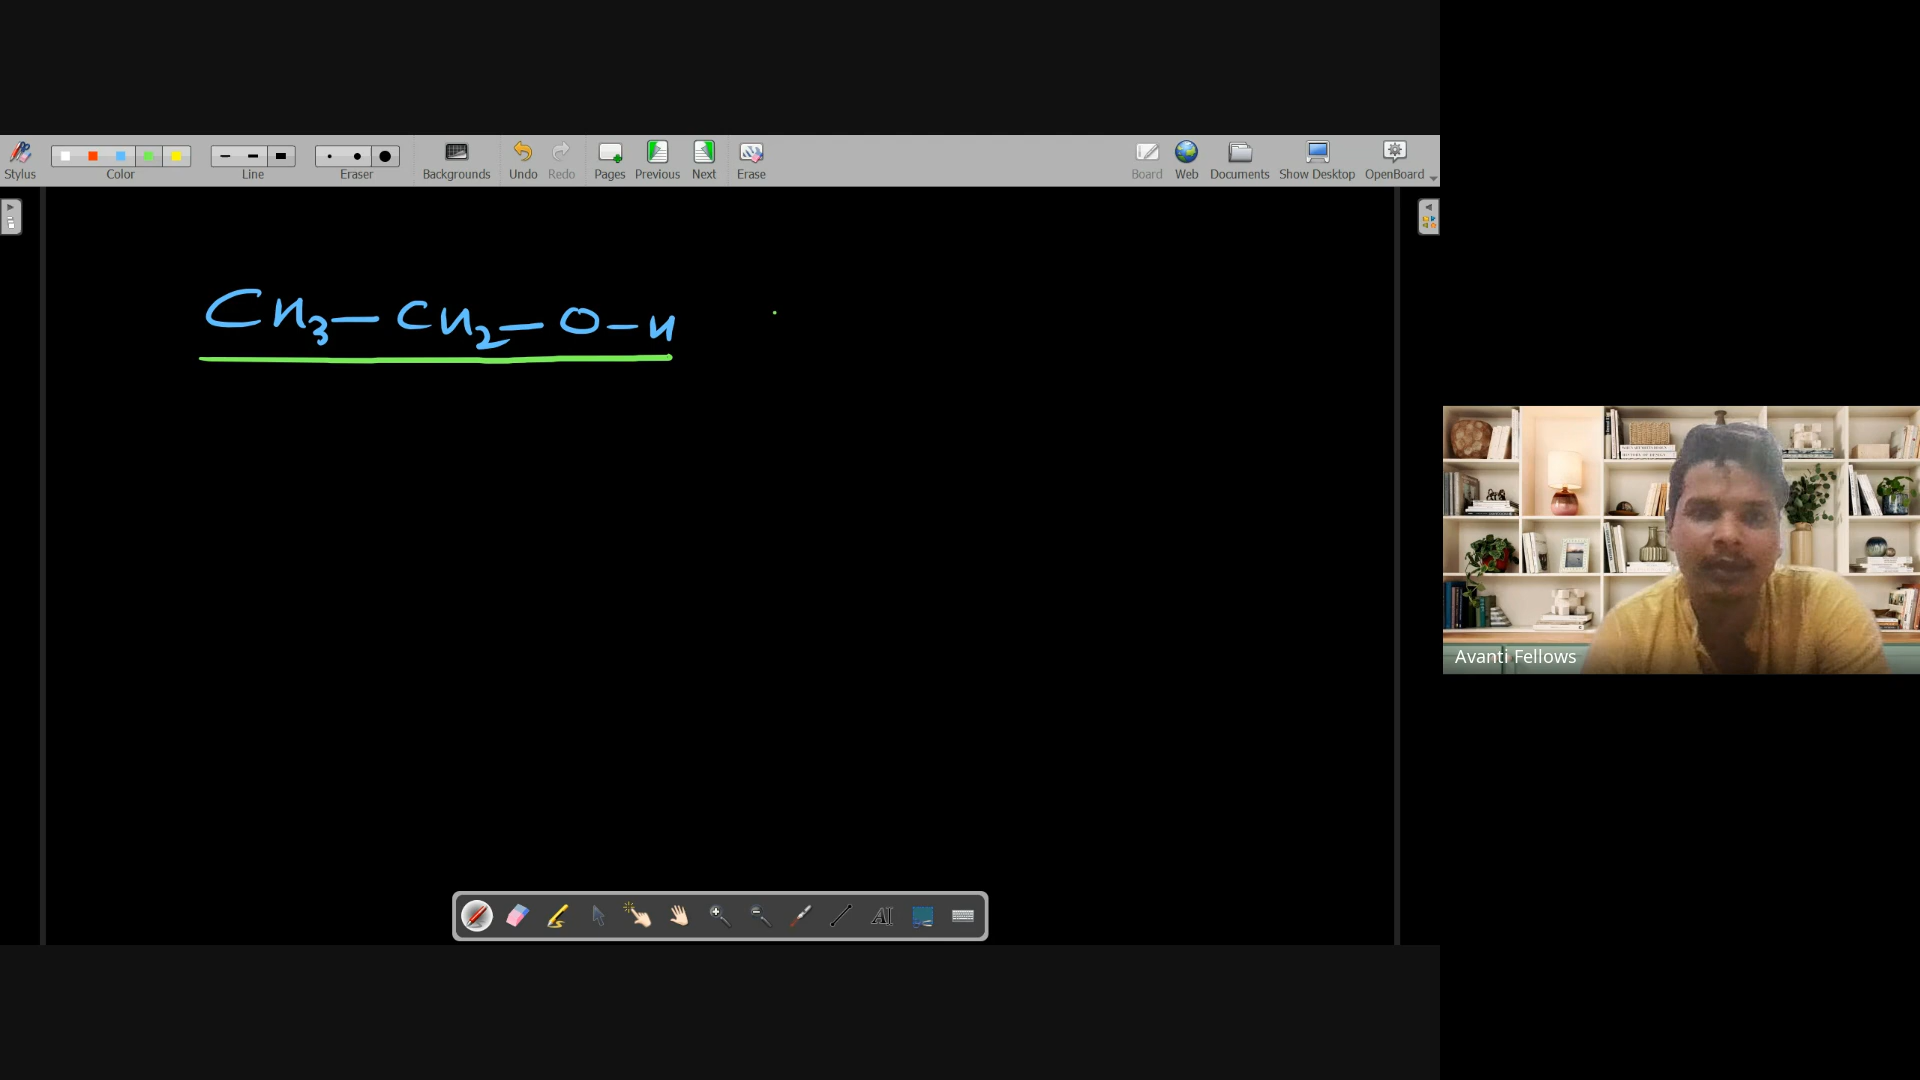 Stylus Color Line Eraser Backgrounds Undo Redo Pages Previous Next Erase Board Web Documents Show Desktop OpenBoard
CH3—CH2—O—H
Avanti Fellows